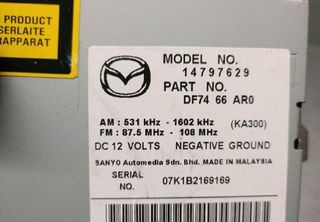 PRODUCT
SERLAITE
RAPPARAT
MODEL NO.
14797629
PART NO.
DF74 66 AR0
AM : 531 kHz - 1602 kHz (KA300)
FM : 87.5 MHz - 108 MHz
DC 12 VOLTS NEGATIVE GROUND
SANYO Automedia Sdn. Bhd. MADE IN MALAYSIA
SERIAL
NO. 07K1B2169169